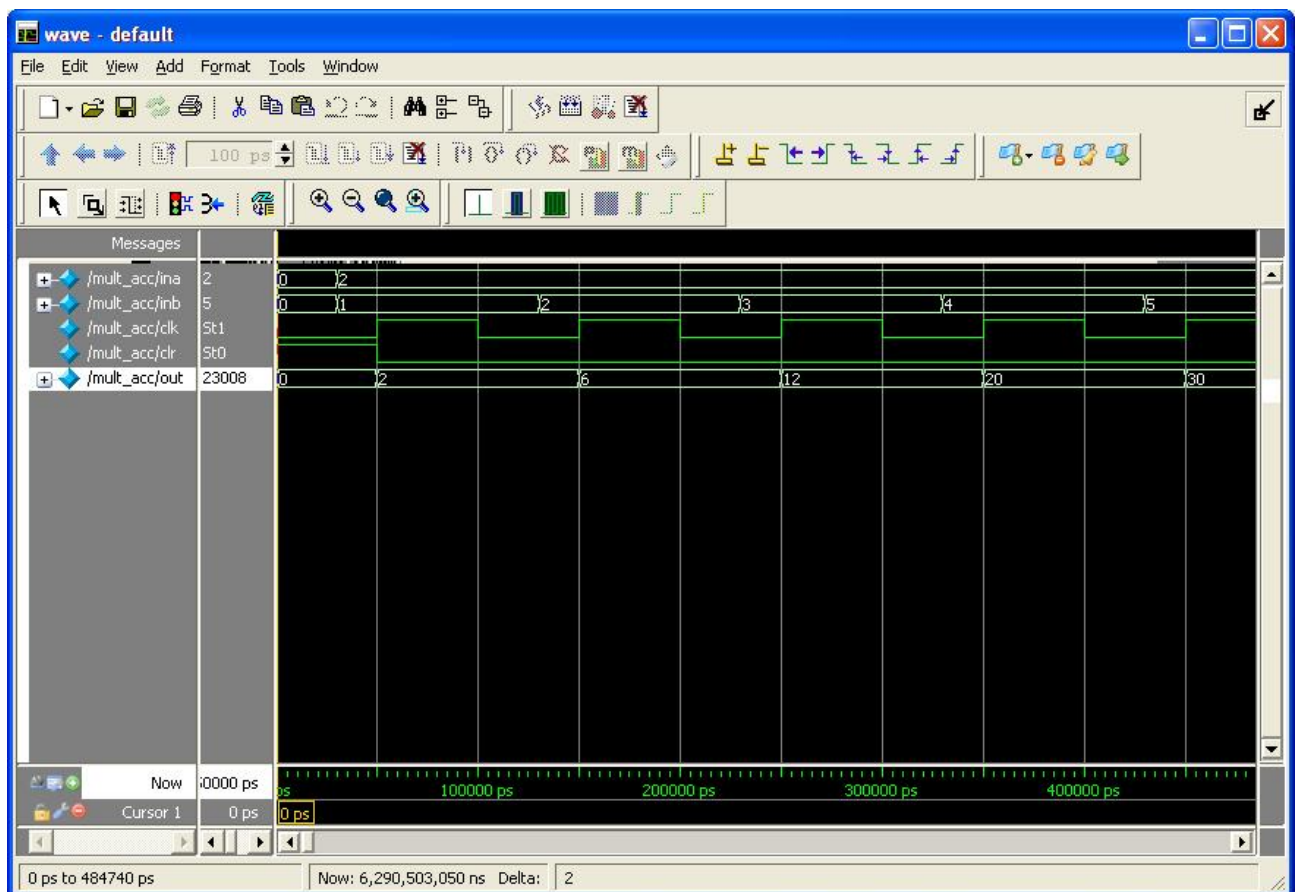 wave - default
File Edit View Add Format Tools Window
100 ps
Messages
/mult_acc/ina 2 0 2
/mult_acc/inb 5 0 1 2 3 4 5
/mult_acc/clk St1
/mult_acc/clr St0
/mult_acc/out 23008 0 2 6 12 20 30
Now 0000 ps ps 100000 ps 200000 ps 300000 ps 400000 ps
Cursor 1 0 ps 0 ps
0 ps to 484740 ps Now: 6,290,503,050 ns Delta: 2